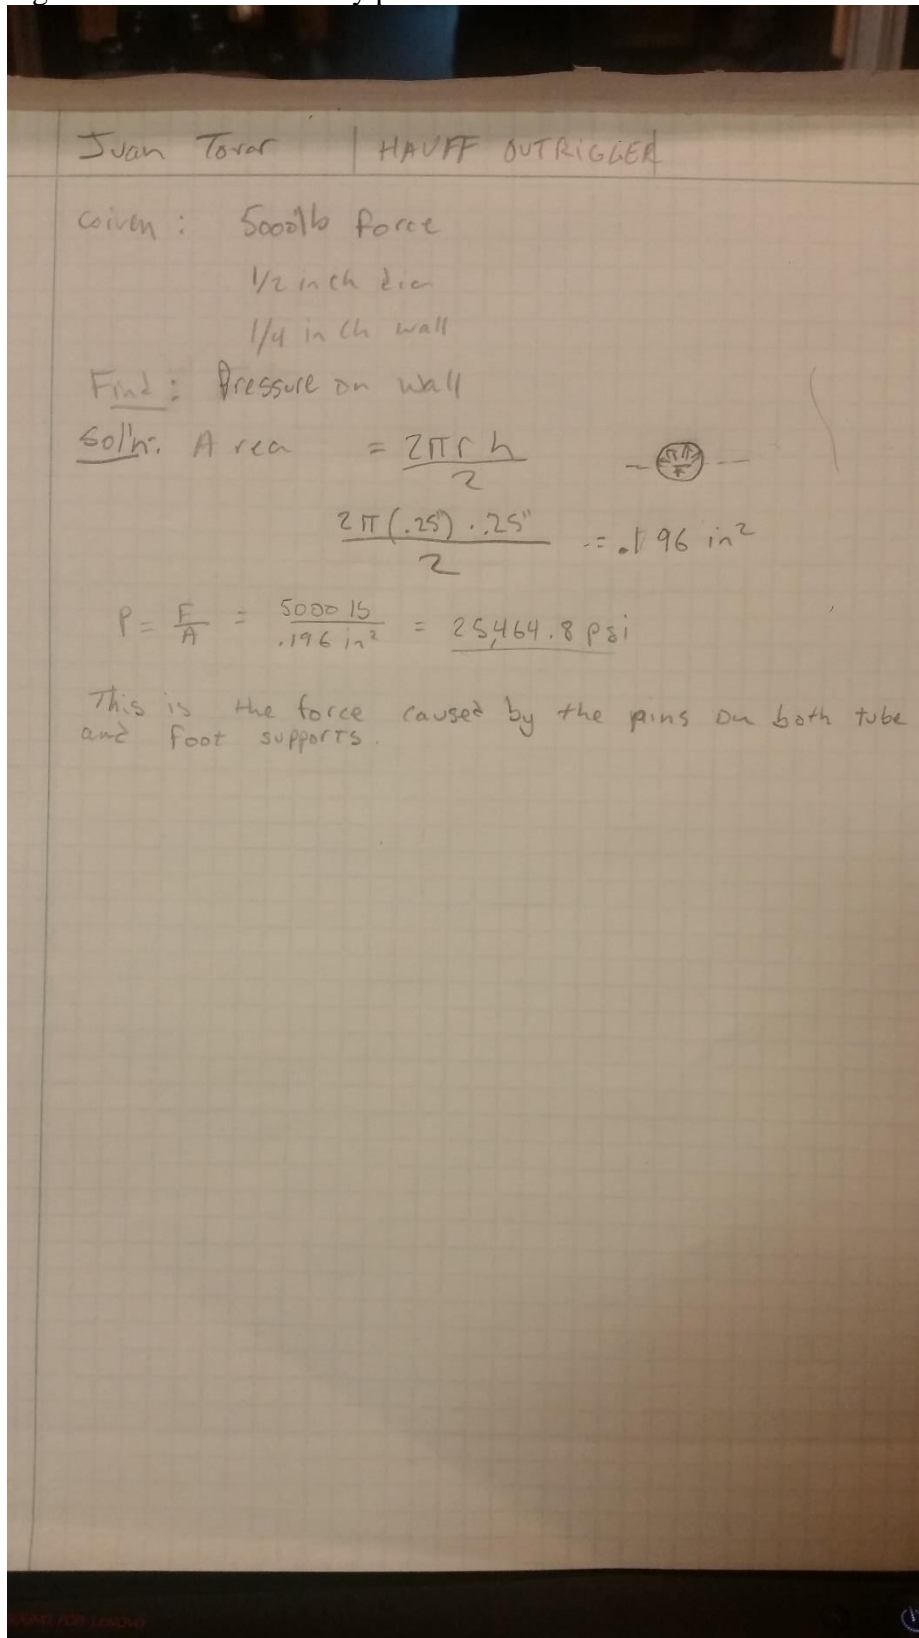 Juan Tovar | HAUFF OUTRIGGER
Given: 5000lb force
1/2 inch dia
1/4 inch wall
Find: Pressure on wall
Sol'n: Area = 2πrh / 2
2π(.25")·.25" / 2 = .196 in²
P = F/A = 5000 lb / .196 in² = 25,464.8 psi
This is the force caused by the pins on both tube
and foot supports.